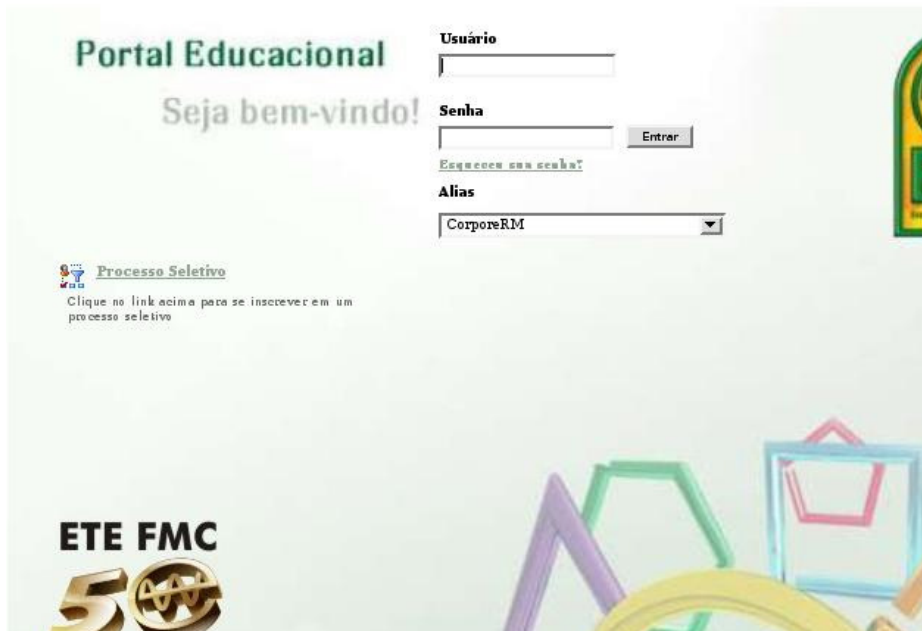 Portal Educacional
Seja bem-vindo!
Usuário
Senha
Entrar
Esqueceu sua senha?
Alias
CorporeRM
Processo Seletivo
Clique no link acima para se inscrever em um
processo seletivo
ETE FMC
50